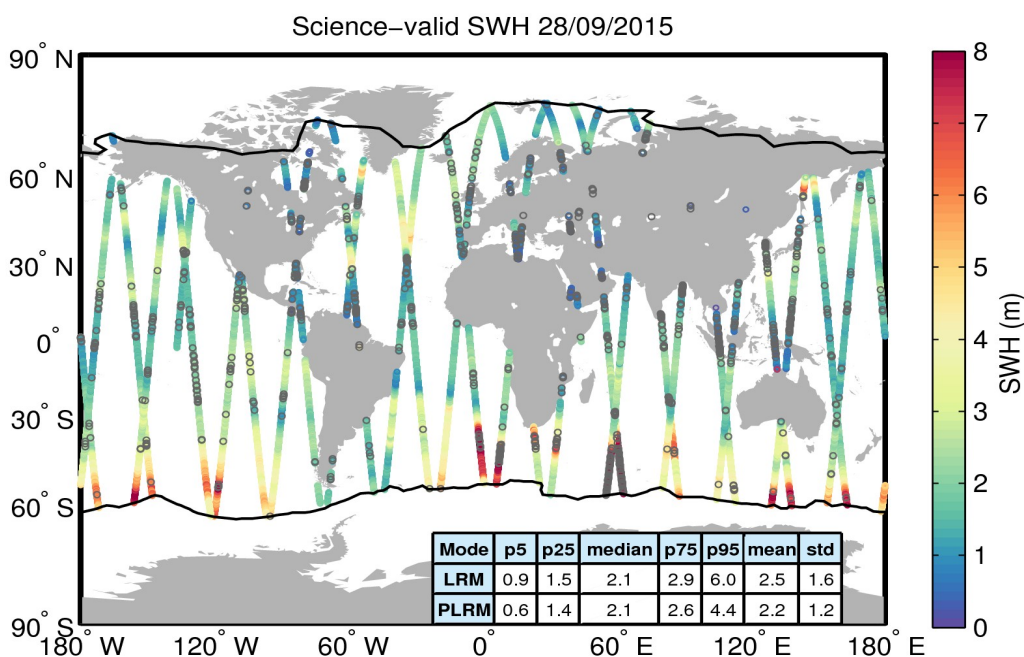 Science−valid SWH 28/09/2015
90° N
60° N
30° N
0°
30° S
60° S
90° S
180° W
120° W
60° W
0°
60° E
120° E
180° E
Mode p5 p25 median p75 p95 mean std
LRM 0.9 1.5 2.1 2.9 6.0 2.5 1.6
PLRM 0.6 1.4 2.1 2.6 4.4 2.2 1.2
8
7
6
5
4
3
2
1
0
SWH (m)